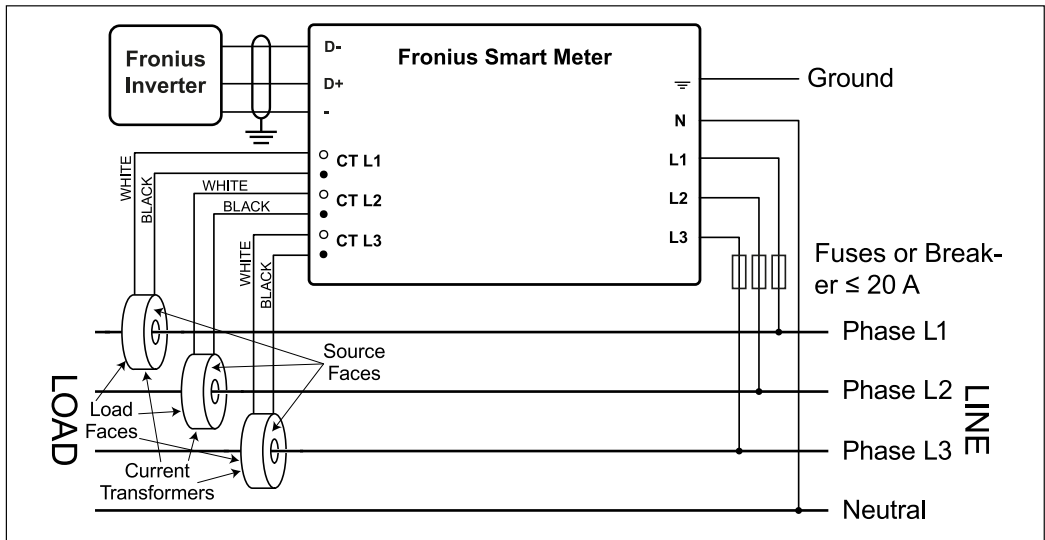 Fronius
Inverter
D-
D+
-
Fronius Smart Meter
Ground
N
L1
L2
L3
CT L1
CT L2
CT L3
WHITE
BLACK
WHITE
BLACK
WHITE
BLACK
Fuses or Break-
er ≤ 20 A
Phase L1
Phase L2
Phase L3
Neutral
LINE
LOAD
Source
Faces
Load
Faces
Current
Transformers